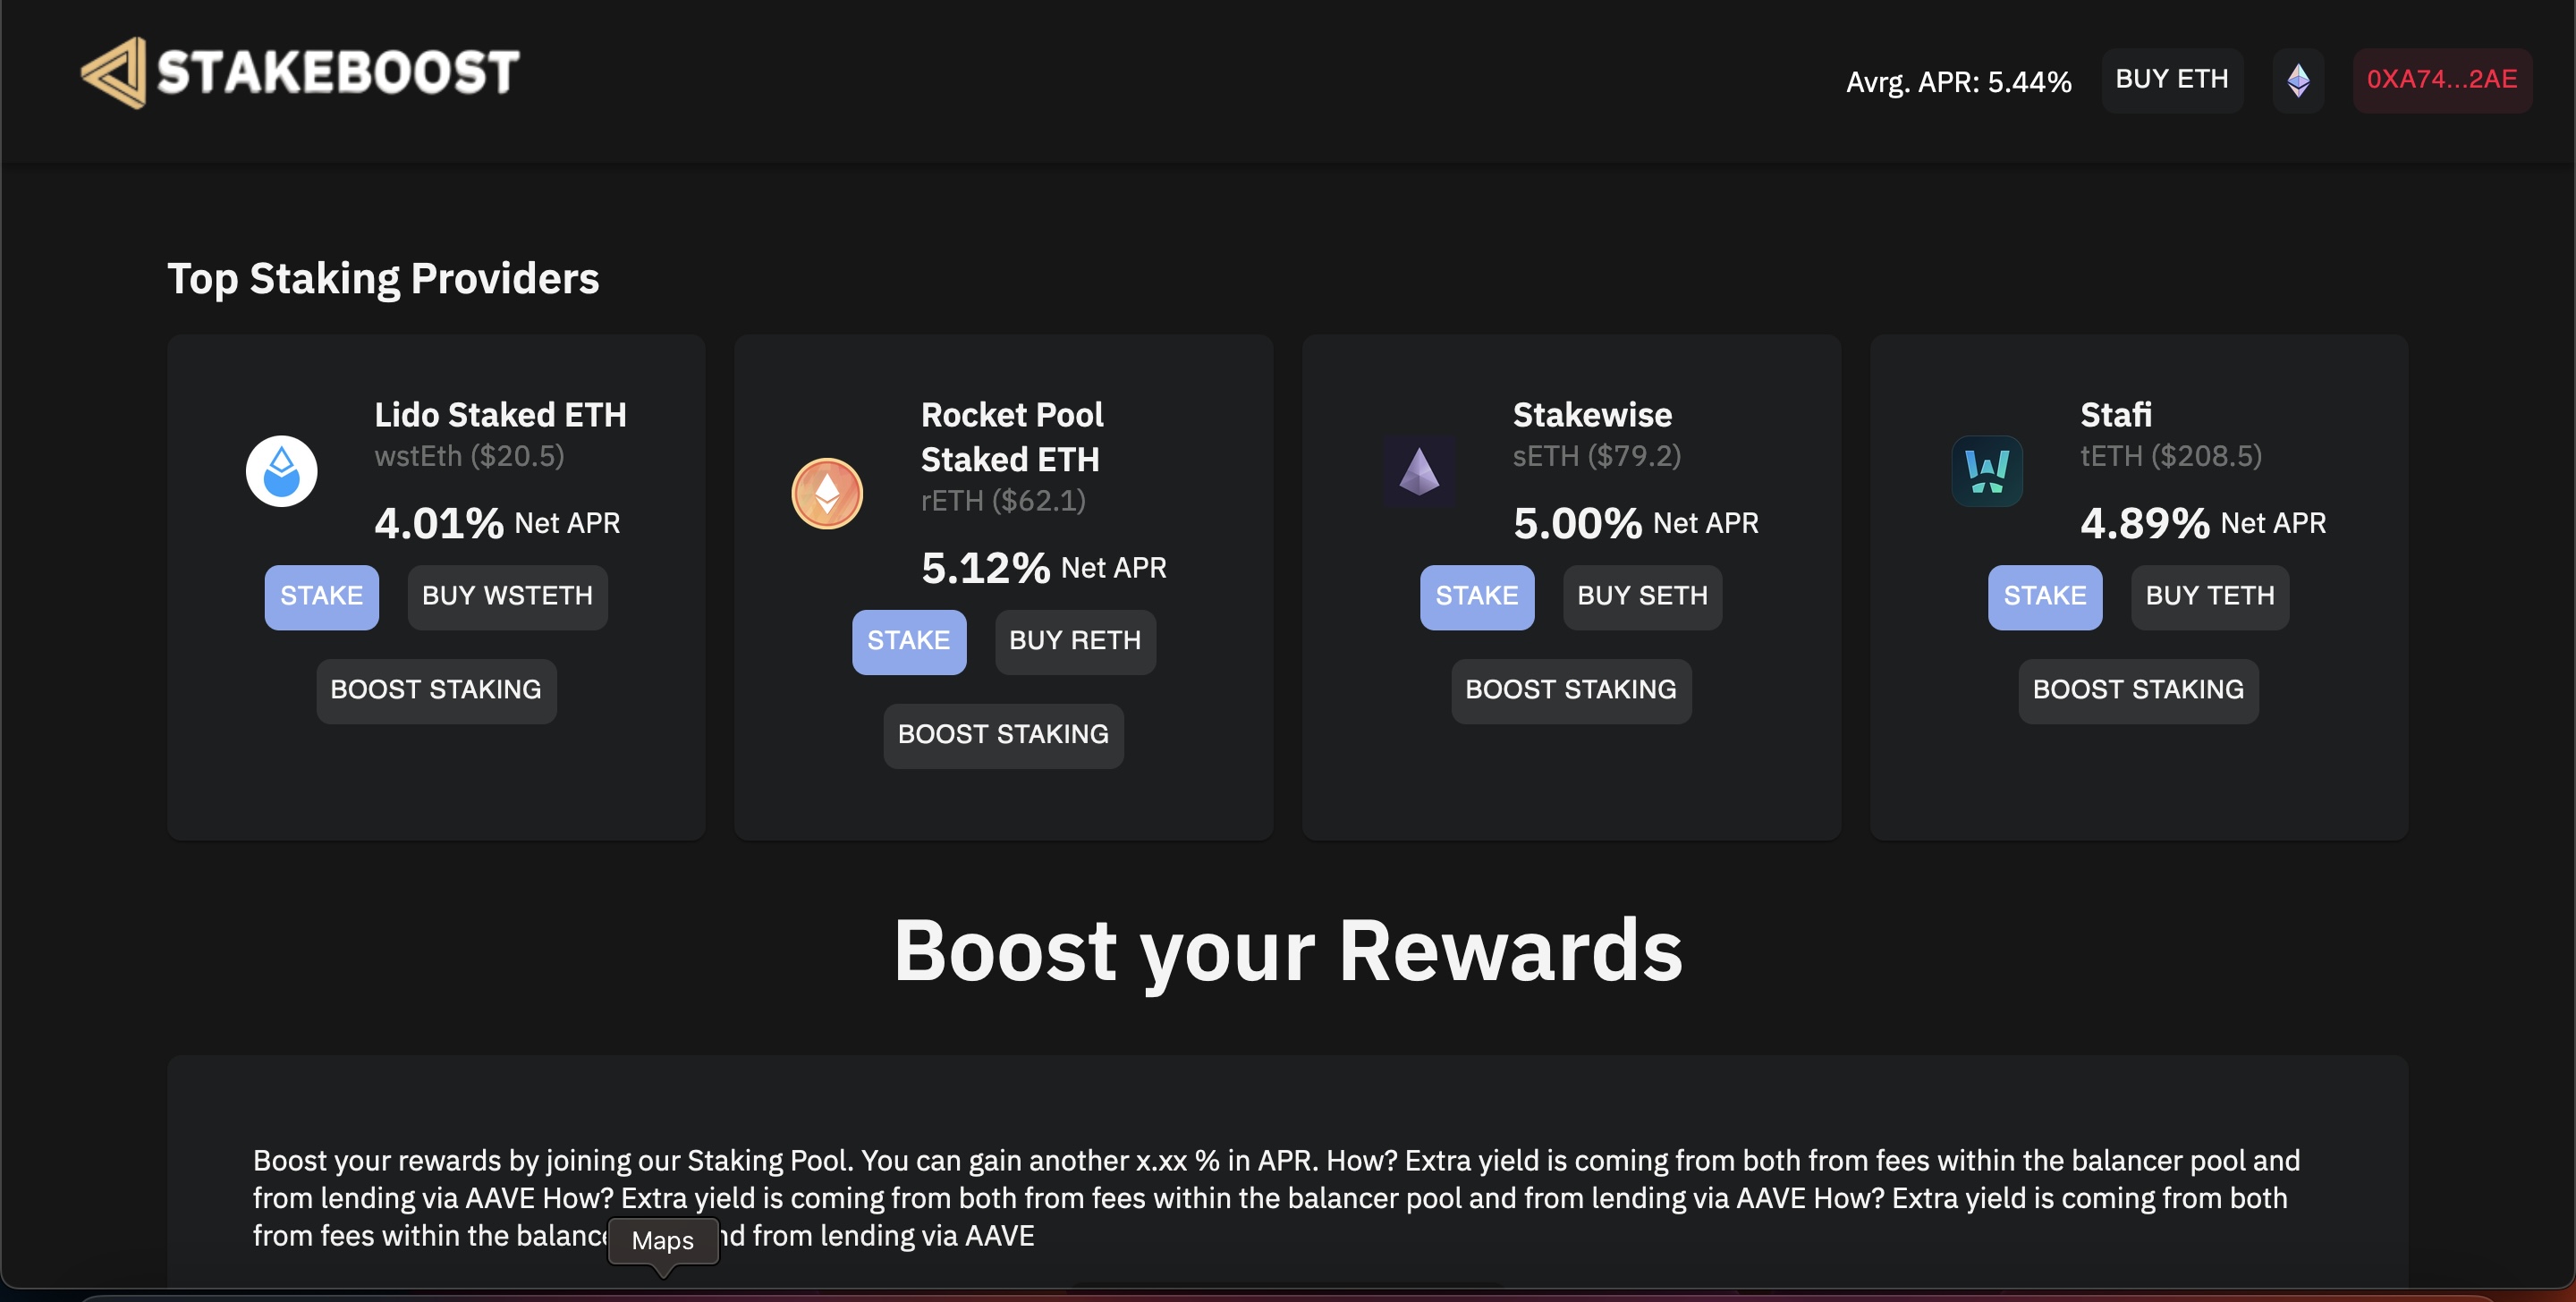 STAKEBOOST
Avrg. APR: 5.44%
BUY ETH
0XA74...2AE
Top Staking Providers
Lido Staked ETH
wstEth ($20.5)
4.01% Net APR
STAKE
BUY WSTETH
BOOST STAKING
Rocket Pool
Staked ETH
rETH ($62.1)
5.12% Net APR
STAKE
BUY RETH
BOOST STAKING
Stakewise
sETH ($79.2)
5.00% Net APR
STAKE
BUY SETH
BOOST STAKING
Stafi
tETH ($208.5)
4.89% Net APR
STAKE
BUY TETH
BOOST STAKING
Boost your Rewards
Boost your rewards by joining our Staking Pool. You can gain another x.xx % in APR. How? Extra yield is coming from both from fees within the balancer pool and
from lending via AAVE How? Extra yield is coming from both from fees within the balancer pool and from lending via AAVE How? Extra yield is coming from both
from fees within the balance nd from lending via AAVE
Maps